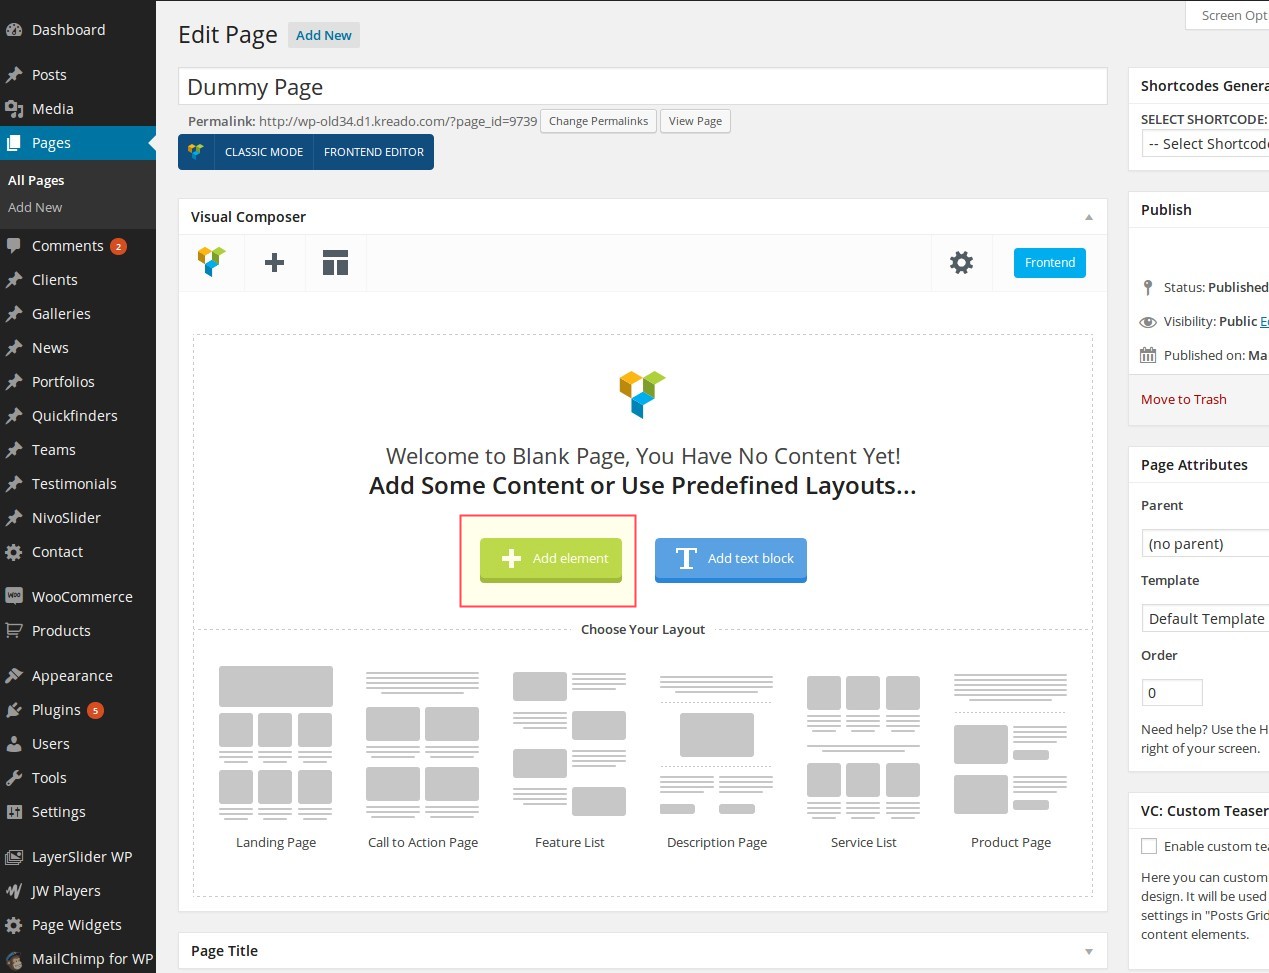 Dashboard
Posts
Media
Pages
All Pages
Add New
Comments 2
Clients
Galleries
News
Portfolios
Quickfinders
Teams
Testimonials
NivoSlider
Contact
WooCommerce
Products
Appearance
Plugins 5
Users
Tools
Settings
LayerSlider WP
JW Players
Page Widgets
MailChimp for WP
Screen Opt
Edit Page Add New
Dummy Page
Permalink: http://wp-old34.d1.kreado.com/?page_id=9739 Change Permalinks View Page
CLASSIC MODE FRONTEND EDITOR
Visual Composer
Frontend
Welcome to Blank Page, You Have No Content Yet!
Add Some Content or Use Predefined Layouts...
Add element T Add text block
Choose Your Layout
Landing Page Call to Action Page Feature List Description Page Service List Product Page
Page Title
Shortcodes Genera
SELECT SHORTCODE:
-- Select Shortcod
Publish
Status: Published
Visibility: Public E
Published on: Ma
Move to Trash
Page Attributes
Parent
(no parent)
Template
Default Template
Order
0
Need help? Use the H
right of your screen.
VC: Custom Teaser
Enable custom tea
Here you can custom
design. It will be used
settings in "Posts Grid
content elements.